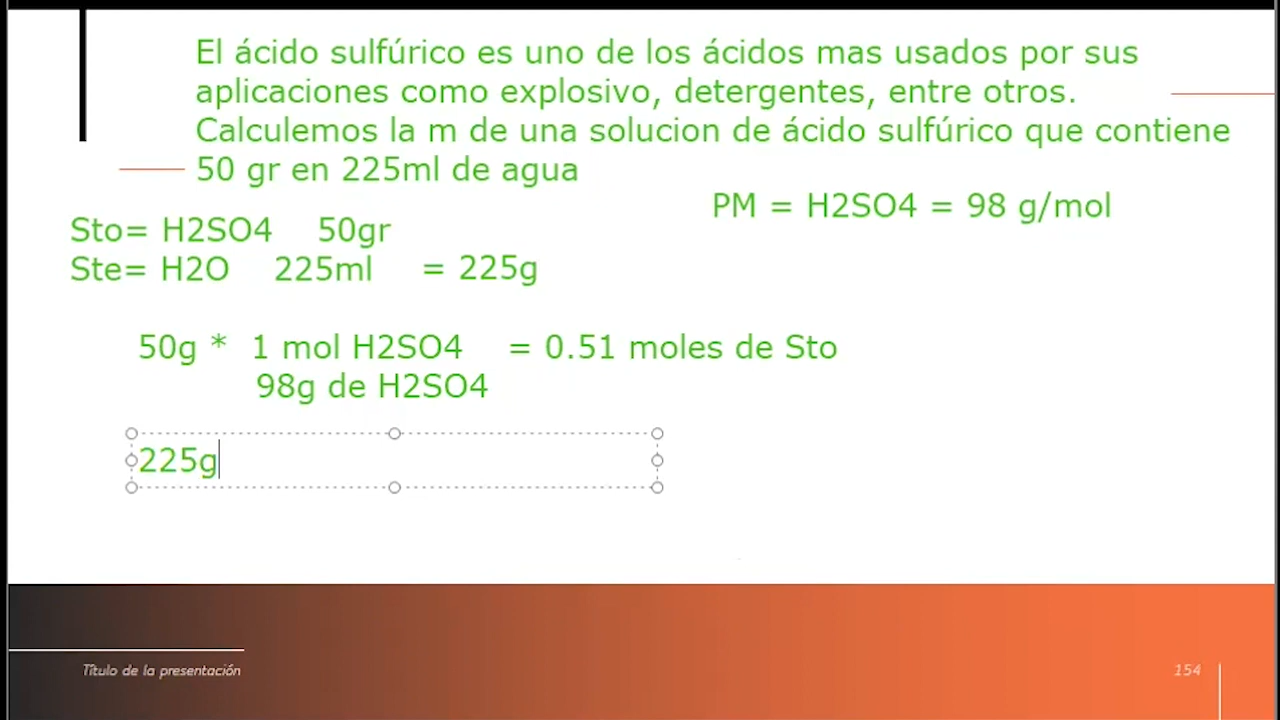 El ácido sulfúrico es uno de los ácidos mas usados por sus
aplicaciones como explosivo, detergentes, entre otros.
Calculemos la m de una solucion de ácido sulfúrico que contiene
50 gr en 225ml de agua
PM = H2SO4 = 98 g/mol
Sto= H2SO4 50gr
Ste= H2O 225ml = 225g
50g * 1 mol H2SO4 = 0.51 moles de Sto
98g de H2SO4
225g
Título de la presentación
154